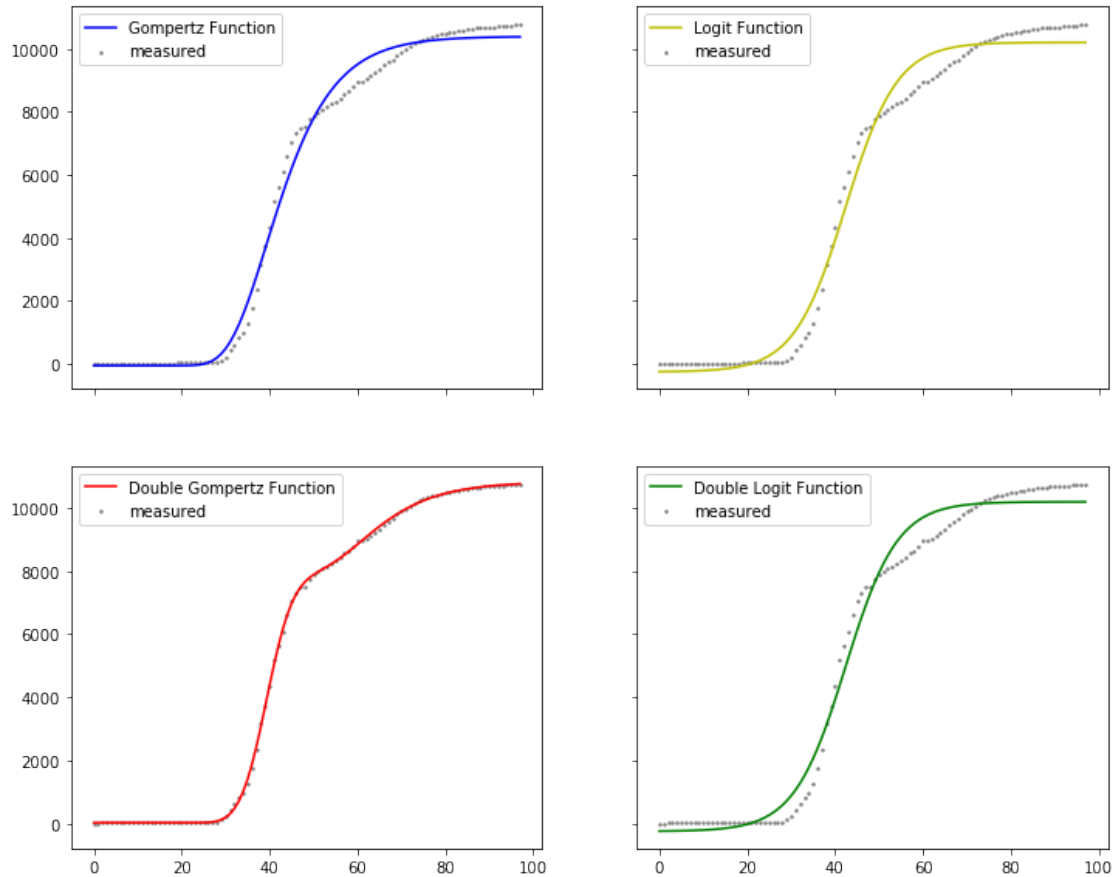 Gompertz Function
measured
10000
8000
6000
4000
2000
0
Logit Function
measured
Double Gompertz Function
measured
10000
8000
6000
4000
2000
0
0 20 40 60 80 100
Double Logit Function
measured
0 20 40 60 80 100